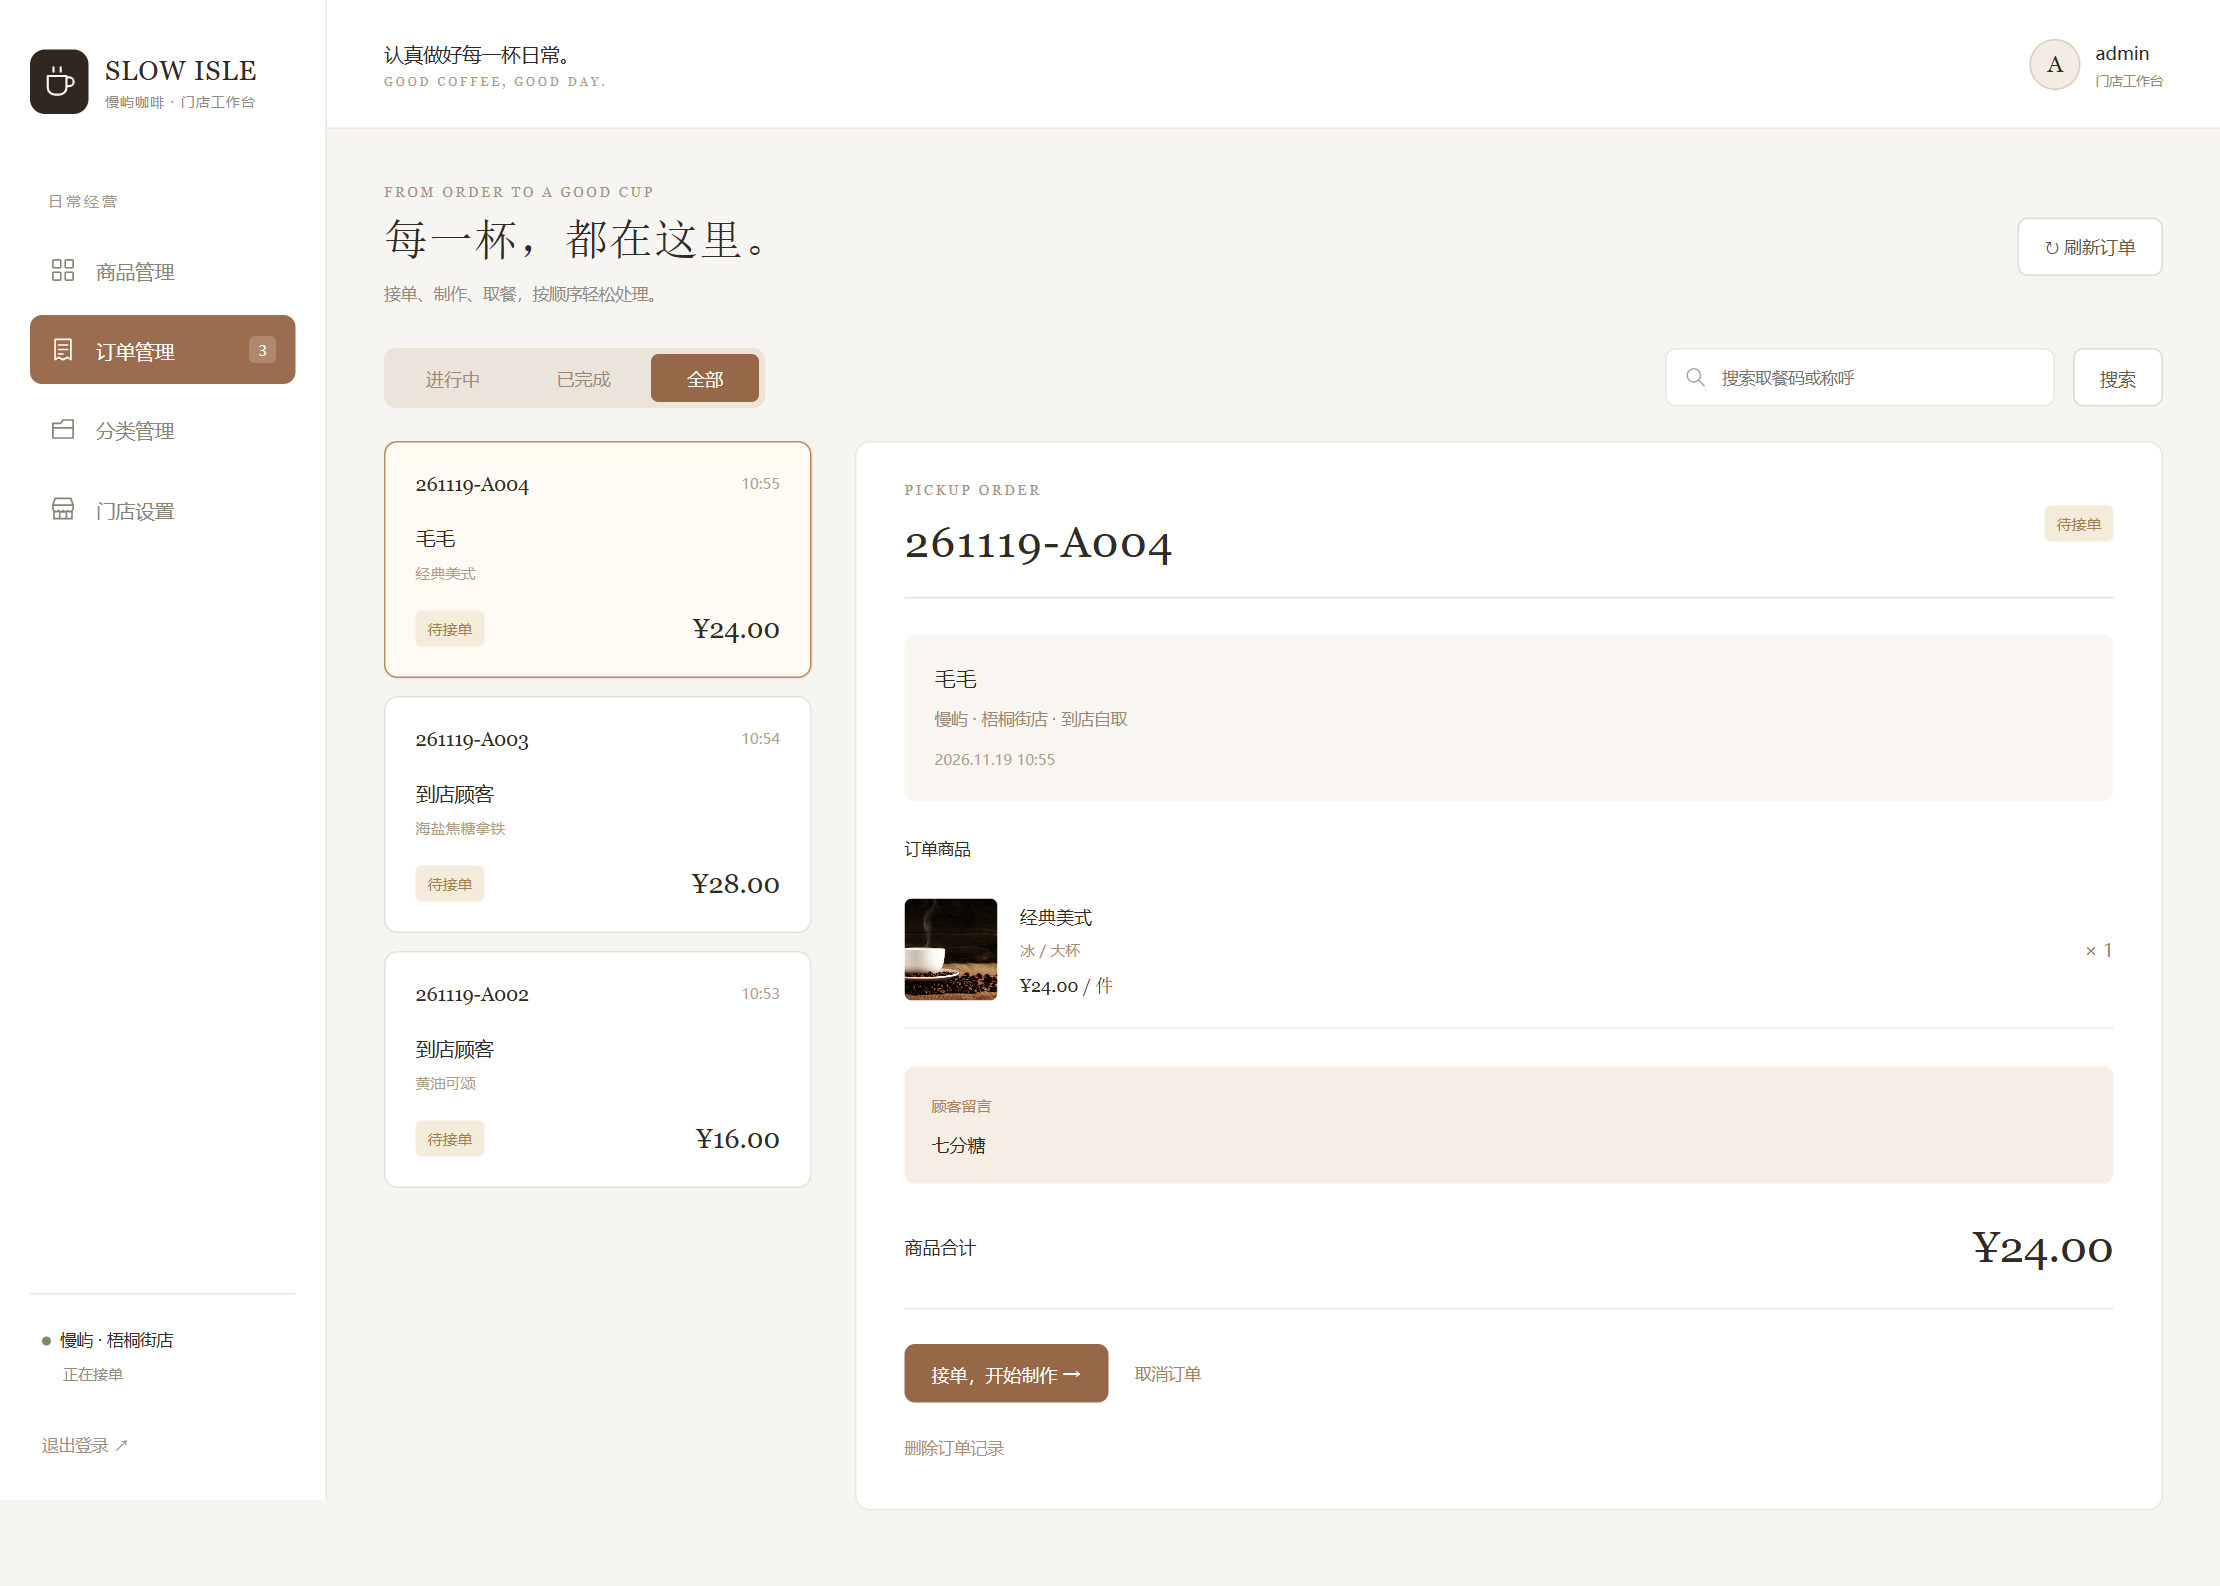 SLOW ISLE
慢屿咖啡 · 门店工作台
日常经营
商品管理
订单管理 3
分类管理
门店设置
慢屿 · 梧桐街店
正在接单
退出登录 ↗
认真做好每一杯日常。
GOOD COFFEE, GOOD DAY.
A
admin
门店工作台
FROM ORDER TO A GOOD CUP
每一杯，都在这里。
接单、制作、取餐，按顺序轻松处理。
↻ 刷新订单
进行中 已完成 全部
搜索取餐码或称呼
搜索
261119-A004 10:55
毛毛
经典美式
待接单 ¥24.00
261119-A003 10:54
到店顾客
海盐焦糖拿铁
待接单 ¥28.00
261119-A002 10:53
到店顾客
黄油可颂
待接单 ¥16.00
PICKUP ORDER
261119-A004
待接单
毛毛
慢屿 · 梧桐街店 · 到店自取
2026.11.19 10:55
订单商品
经典美式
冰 / 大杯
¥24.00 / 件
× 1
顾客留言
七分糖
商品合计 ¥24.00
接单，开始制作 → 取消订单
删除订单记录